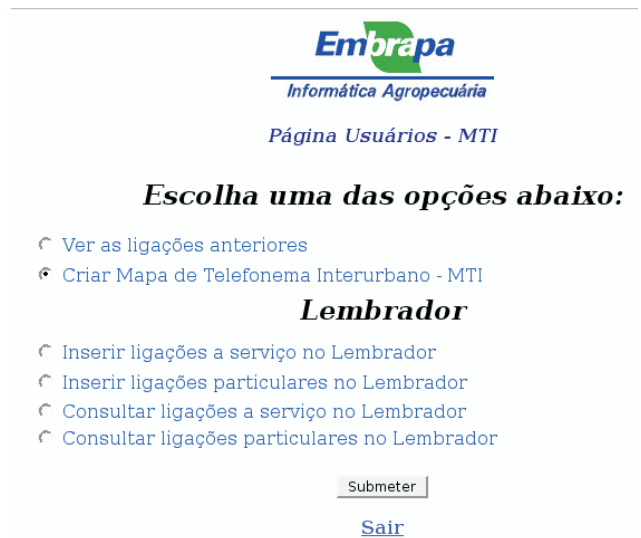 Embrapa
Informática Agropecuária
Página Usuários - MTI
Escolha uma das opções abaixo:
Ver as ligações anteriores
Criar Mapa de Telefonema Interurbano - MTI
Lembrador
Inserir ligações a serviço no Lembrador
Inserir ligações particulares no Lembrador
Consultar ligações a serviço no Lembrador
Consultar ligações particulares no Lembrador
Submeter
Sair